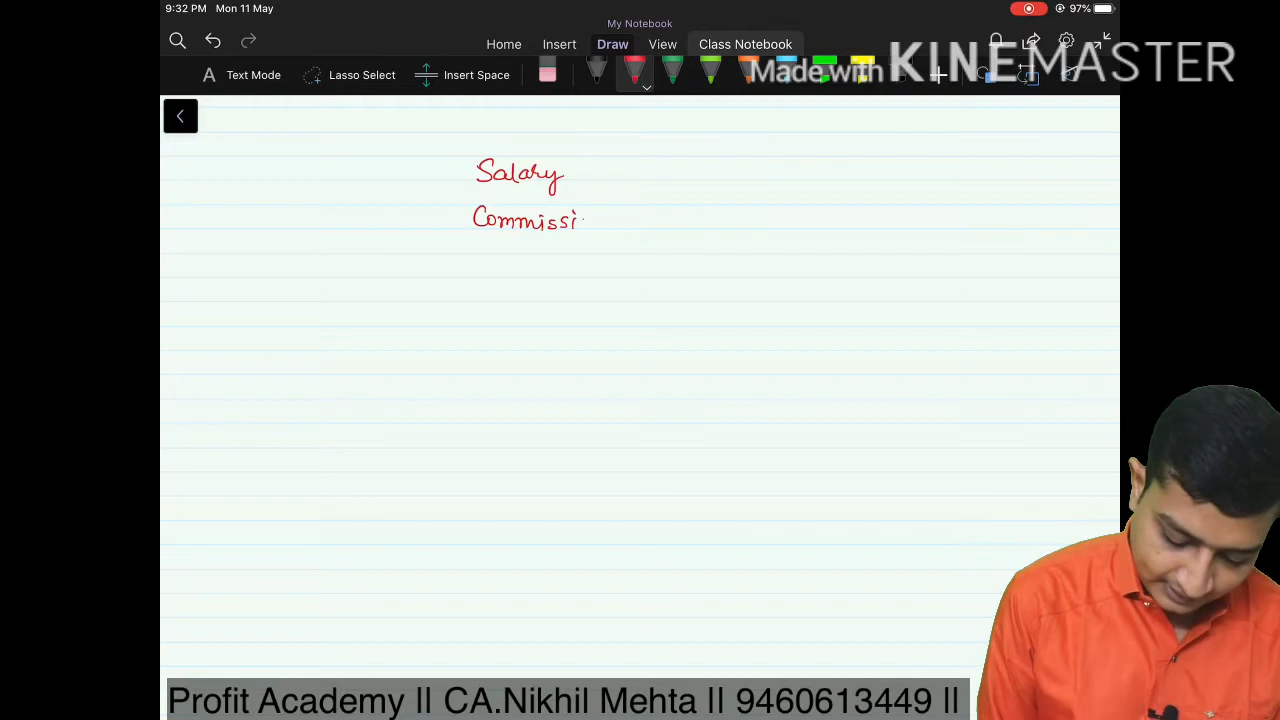 9:32 PM Mon 11 May
97%
My Notebook
Home Insert Draw View Class Notebook
A Text Mode Lasso Select Insert Space
Made with KINEMASTER
Salary
Commissi
Profit Academy ll CA.Nikhil Mehta ll 9460613449 ll